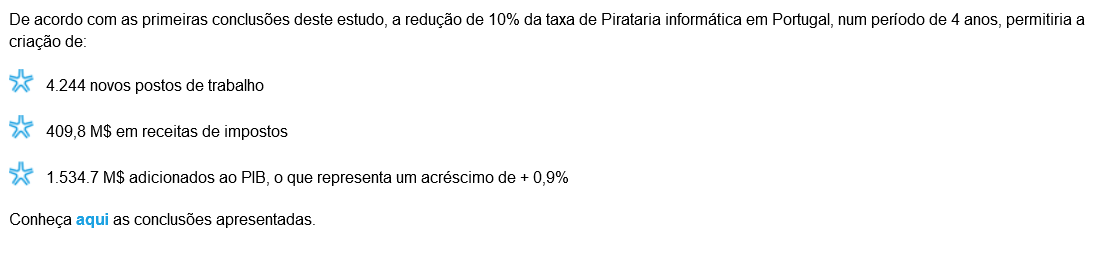 De acordo com as primeiras conclusões deste estudo, a redução de 10% da taxa de Pirataria informática em Portugal, num período de 4 anos, permitiria a
criação de:
4.244 novos postos de trabalho
409,8 M$ em receitas de impostos
1.534.7 M$ adicionados ao PIB, o que representa um acréscimo de + 0,9%
Conheça aqui as conclusões apresentadas.